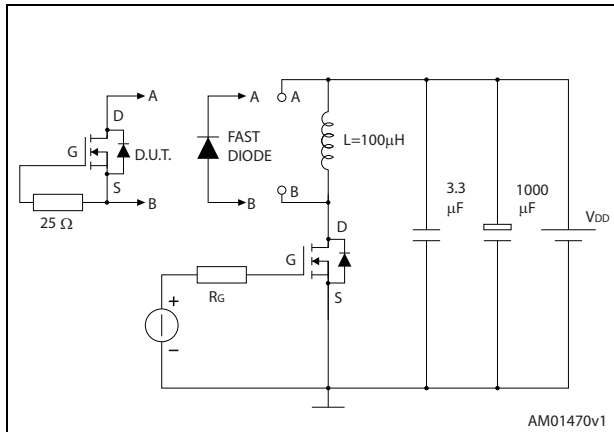 A
A
A
D
FAST
DIODE
L=100μH
G
D.U.T.
S
B
B
B
25 Ω
3.3
μF
1000
μF
VDD
D
G
RG
S
+
−
AM01470v1